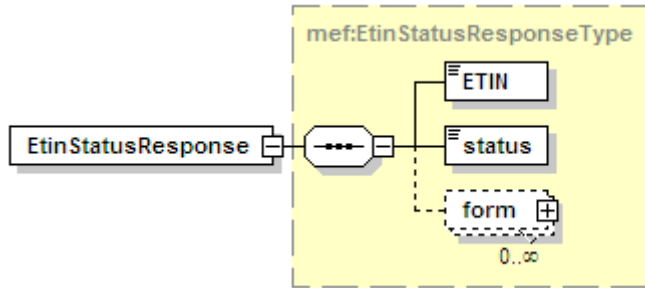 mef:EtinStatusResponseType
ETIN
EtinStatusResponse
status
form
0..∞